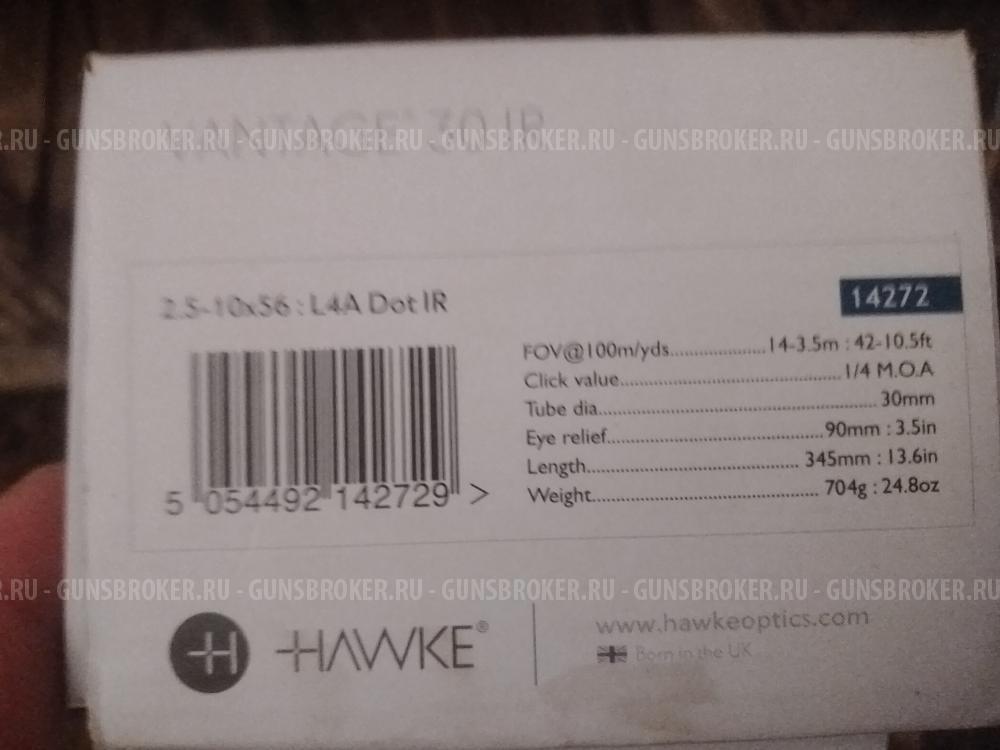 VANTAGE® 30 IR
.RU - GUNSBROKER.RU - GUNSBROKER.RU - GUNSBROKER.RU - GUNSBROKER.RU - GUNSBROKER.RU
2.5-10x56 : L4A Dot IR
14272
FOV@100m/yds....................14-3.5m : 42-10.5ft
Click value..............................................1/4 M.O.A
Tube dia.........................................................30mm
Eye relief............................................90mm : 3.5in
Length............................................ 345mm : 13.6in
Weight.............................................. 704g : 24.8oz
5 054492 142729 >
.RU - GUNSBROKER.RU - GUNSBROKER.RU - GUNSBROKER.RU - GUNSBROKER.RU - GUNSBROKER.RU
HAWKE®
www.hawkeoptics.com
Born in the UK